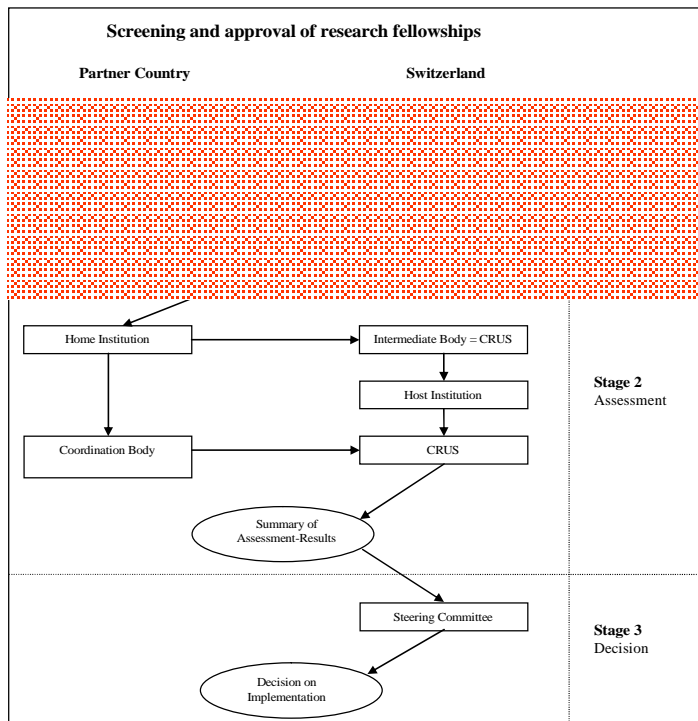 Screening and approval of research fellowships
Partner Country
Switzerland
Home Institution
Intermediate Body = CRUS
Host Institution
Stage 2
Assessment
Coordination Body
CRUS
Summary of
Assessment-Results
Steering Committee
Stage 3
Decision
Decision on
Implementation